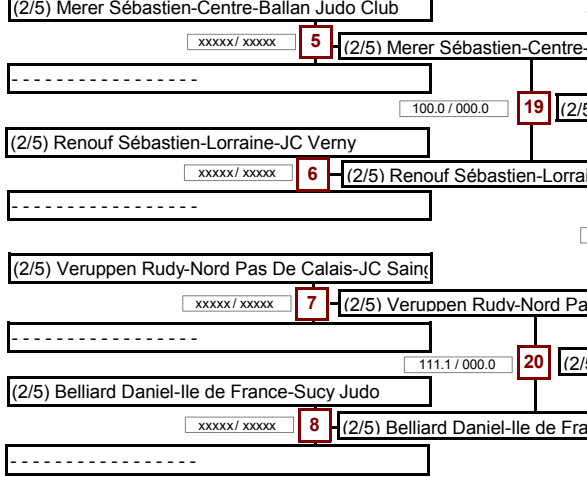 (2/5) Merer Sébastien-Centre-Ballan Judo Club
xxxxx / xxxxx 5 (2/5) Merer Sébastien-Centre-
- - - - - - - - - - - - - - - - -
100.0 / 000.0 19 (2/5
(2/5) Renouf Sébastien-Lorraine-JC Verny
xxxxx / xxxxx 6 (2/5) Renouf Sébastien-Lorrai
- - - - - - - - - - - - - - - - -
(2/5) Veruppen Rudy-Nord Pas De Calais-JC Saing
xxxxx / xxxxx 7 (2/5) Veruppen Rudy-Nord Pa
- - - - - - - - - - - - - - - - -
111.1 / 000.0 20 (2/5
(2/5) Belliard Daniel-Ile de France-Sucy Judo
xxxxx / xxxxx 8 (2/5) Belliard Daniel-Ile de Fra
- - - - - - - - - - - - - - - - -